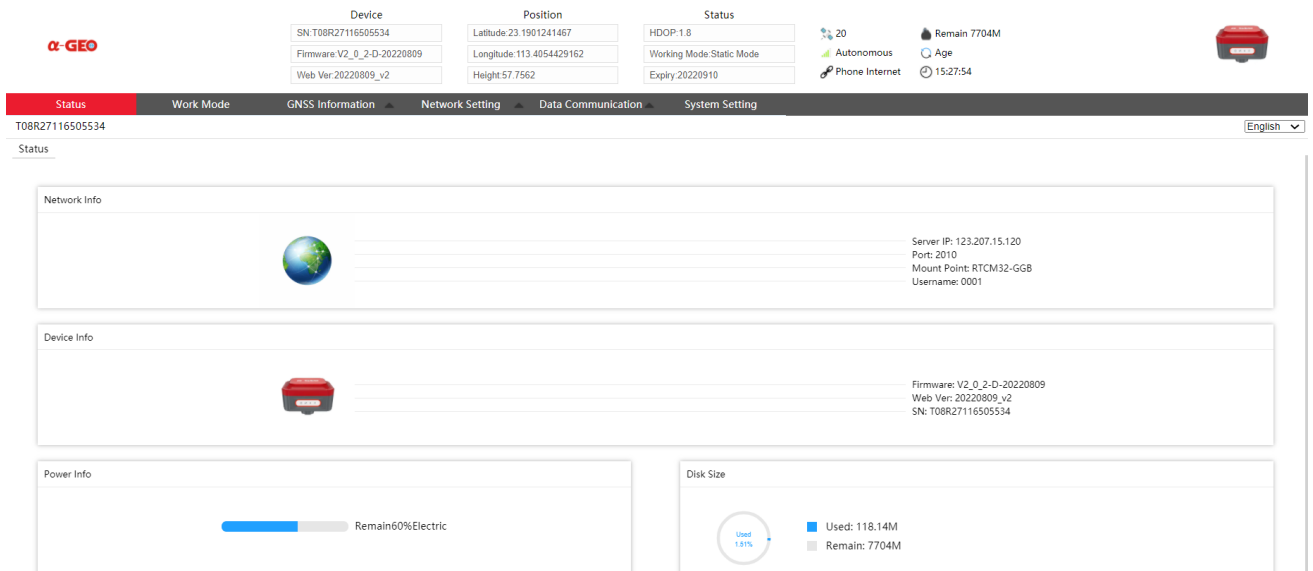 α-GEO
Device
SN:T08R27116505534
Firmware:V2_0_2-D-20220809
Web Ver:20220809_v2
Position
Latitude:23.1901241467
Longitude:113.4054429162
Height:57.7562
Status
HDOP:1.8
Working Mode:Static Mode
Expiry:20220910
20
Autonomous
Phone Internet
Remain 7704M
Age
15:27:54
Status
Work Mode
GNSS Information
Network Setting
Data Communication
System Setting
T08R27116505534
English
Status
Network Info
Server IP: 123.207.15.120
Port: 2010
Mount Point: RTCM32-GGB
Username: 0001
Device Info
Firmware: V2_0_2-D-20220809
Web Ver: 20220809_v2
SN: T08R27116505534
Power Info
Remain60%Electric
Disk Size
Used
1.51%
Used: 118.14M
Remain: 7704M